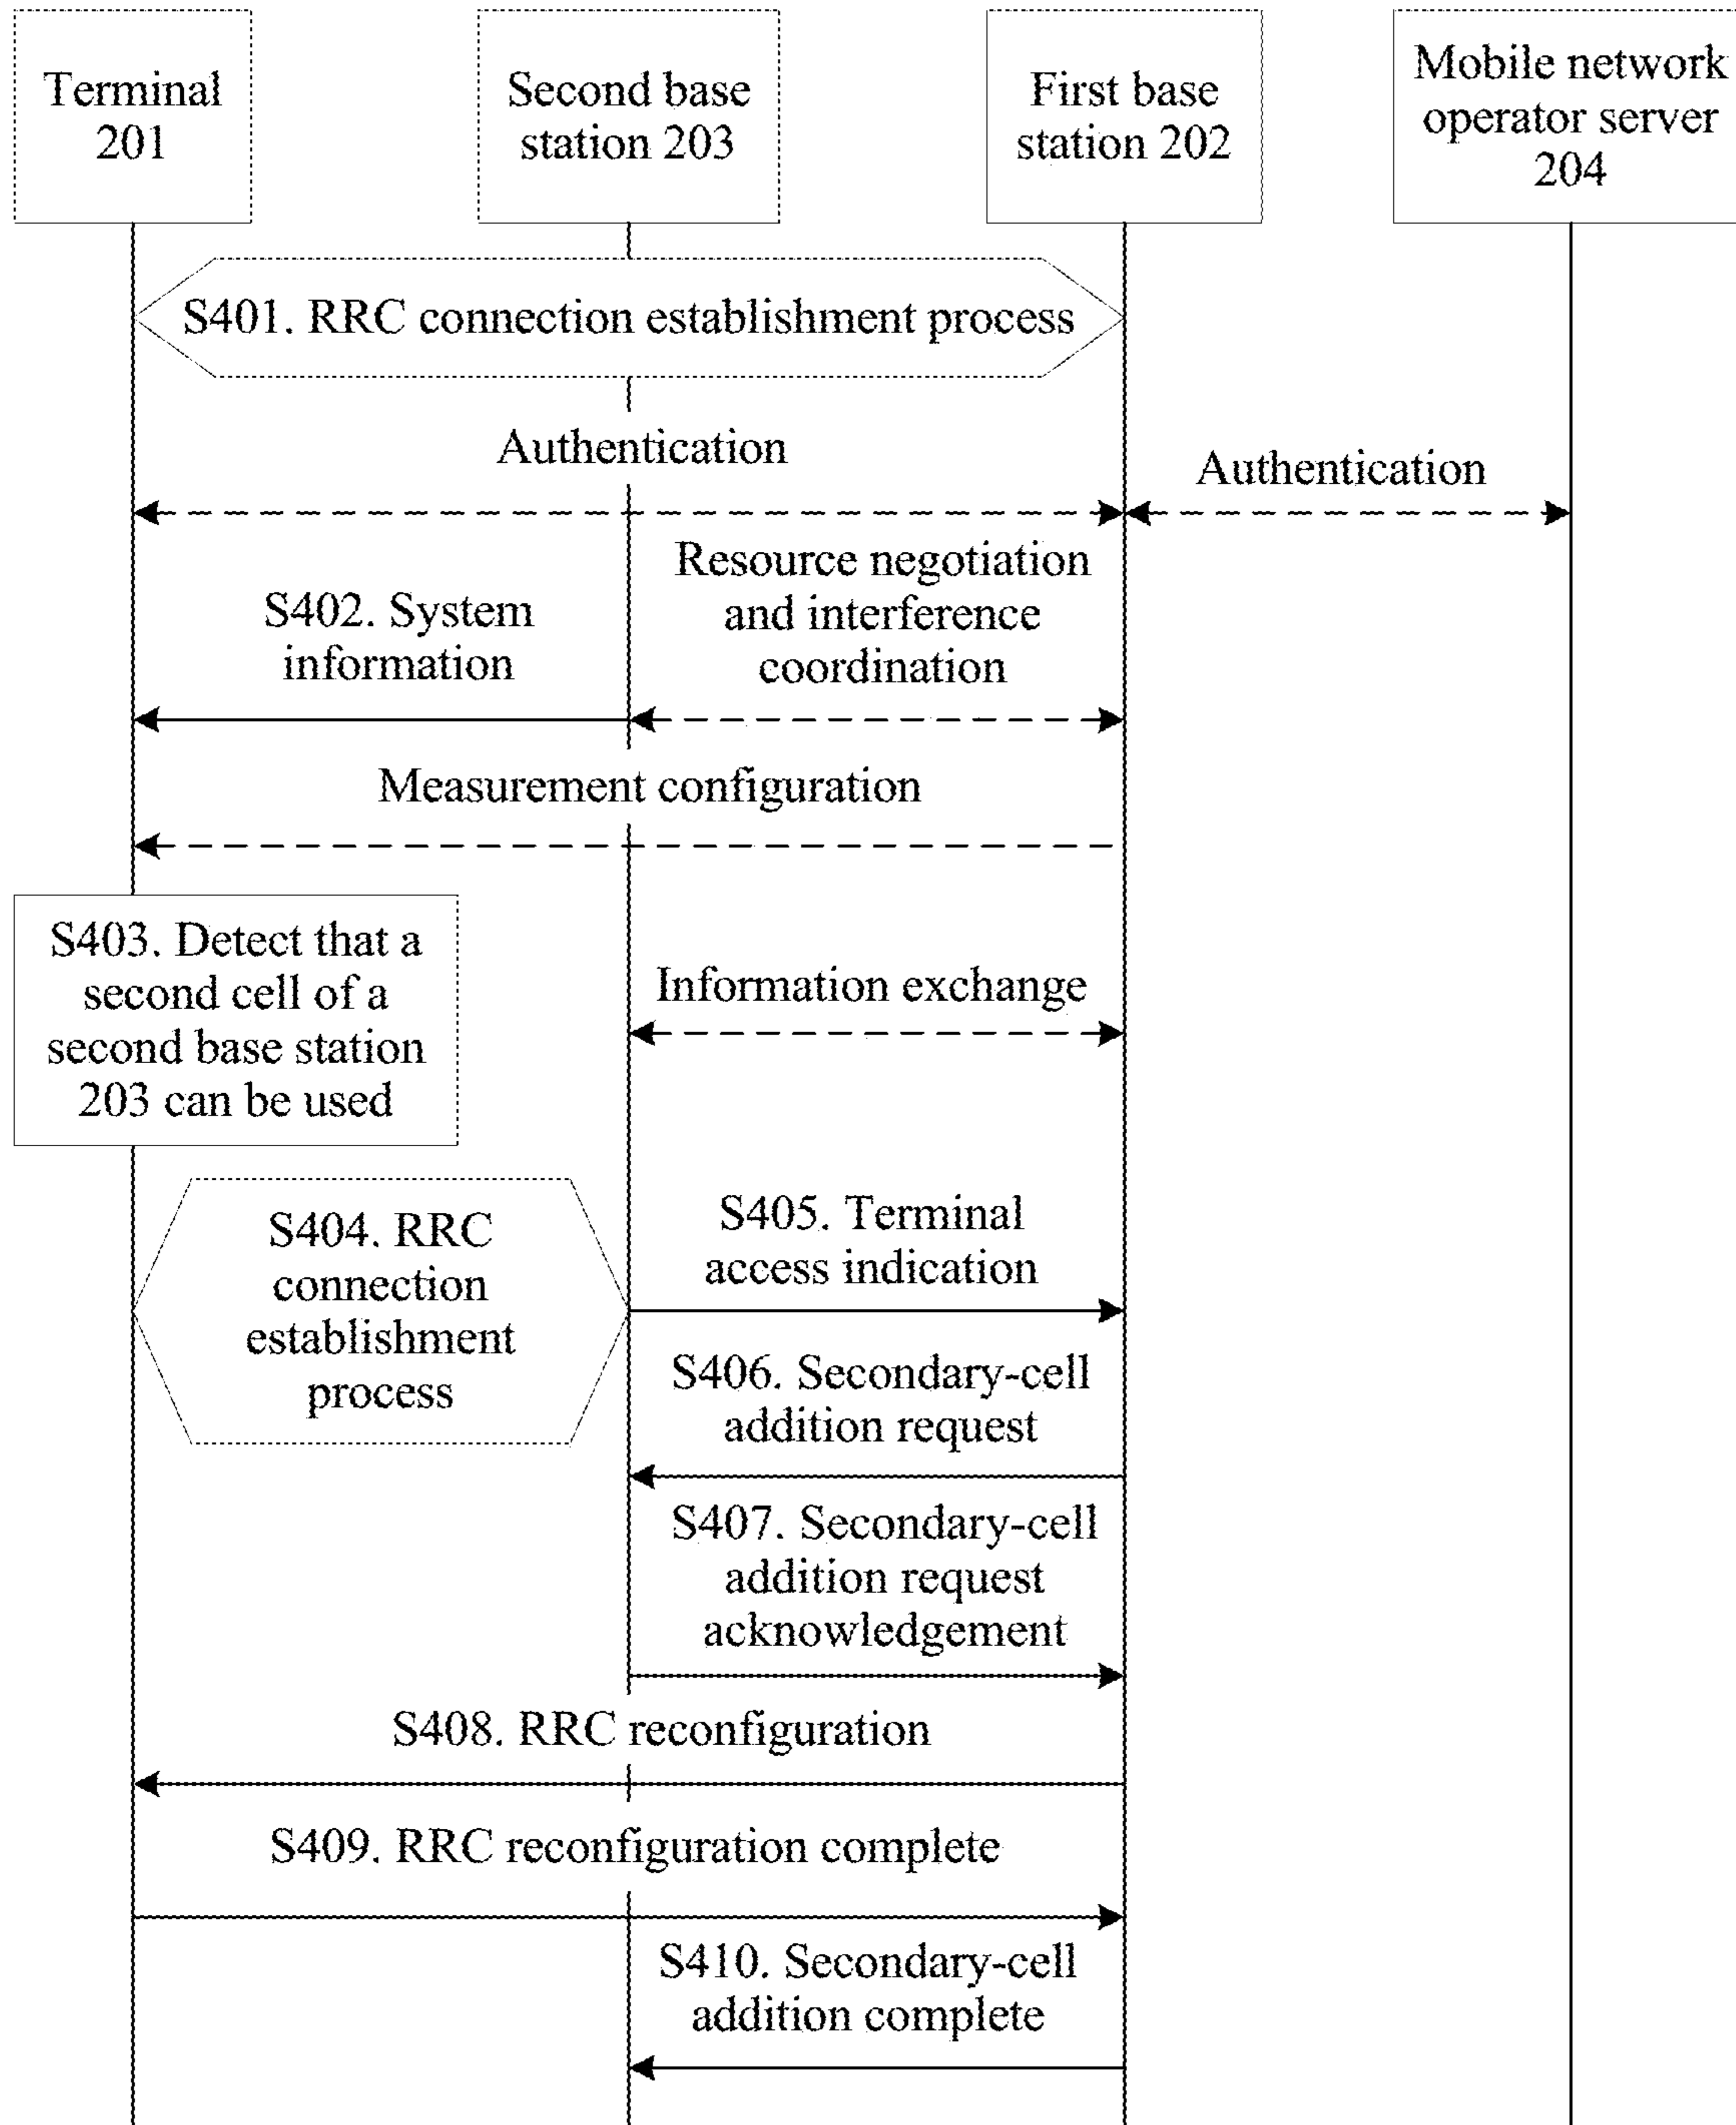 Terminal
201
Second base
station 203
First base
station 202
Mobile network
operator server
204
S401. RRC connection establishment process
Authentication
Authentication
S402. System
information
Resource negotiation
and interference
coordination
Measurement configuration
S403. Detect that a
second cell of a
second base station
203 can be used
Information exchange
S404. RRC
connection
establishment
process
S405. Terminal
access indication
S406. Secondary-cell
addition request
S407. Secondary-cell
addition request
acknowledgement
S408. RRC reconfiguration
S409. RRC reconfiguration complete
S410. Secondary-cell
addition complete